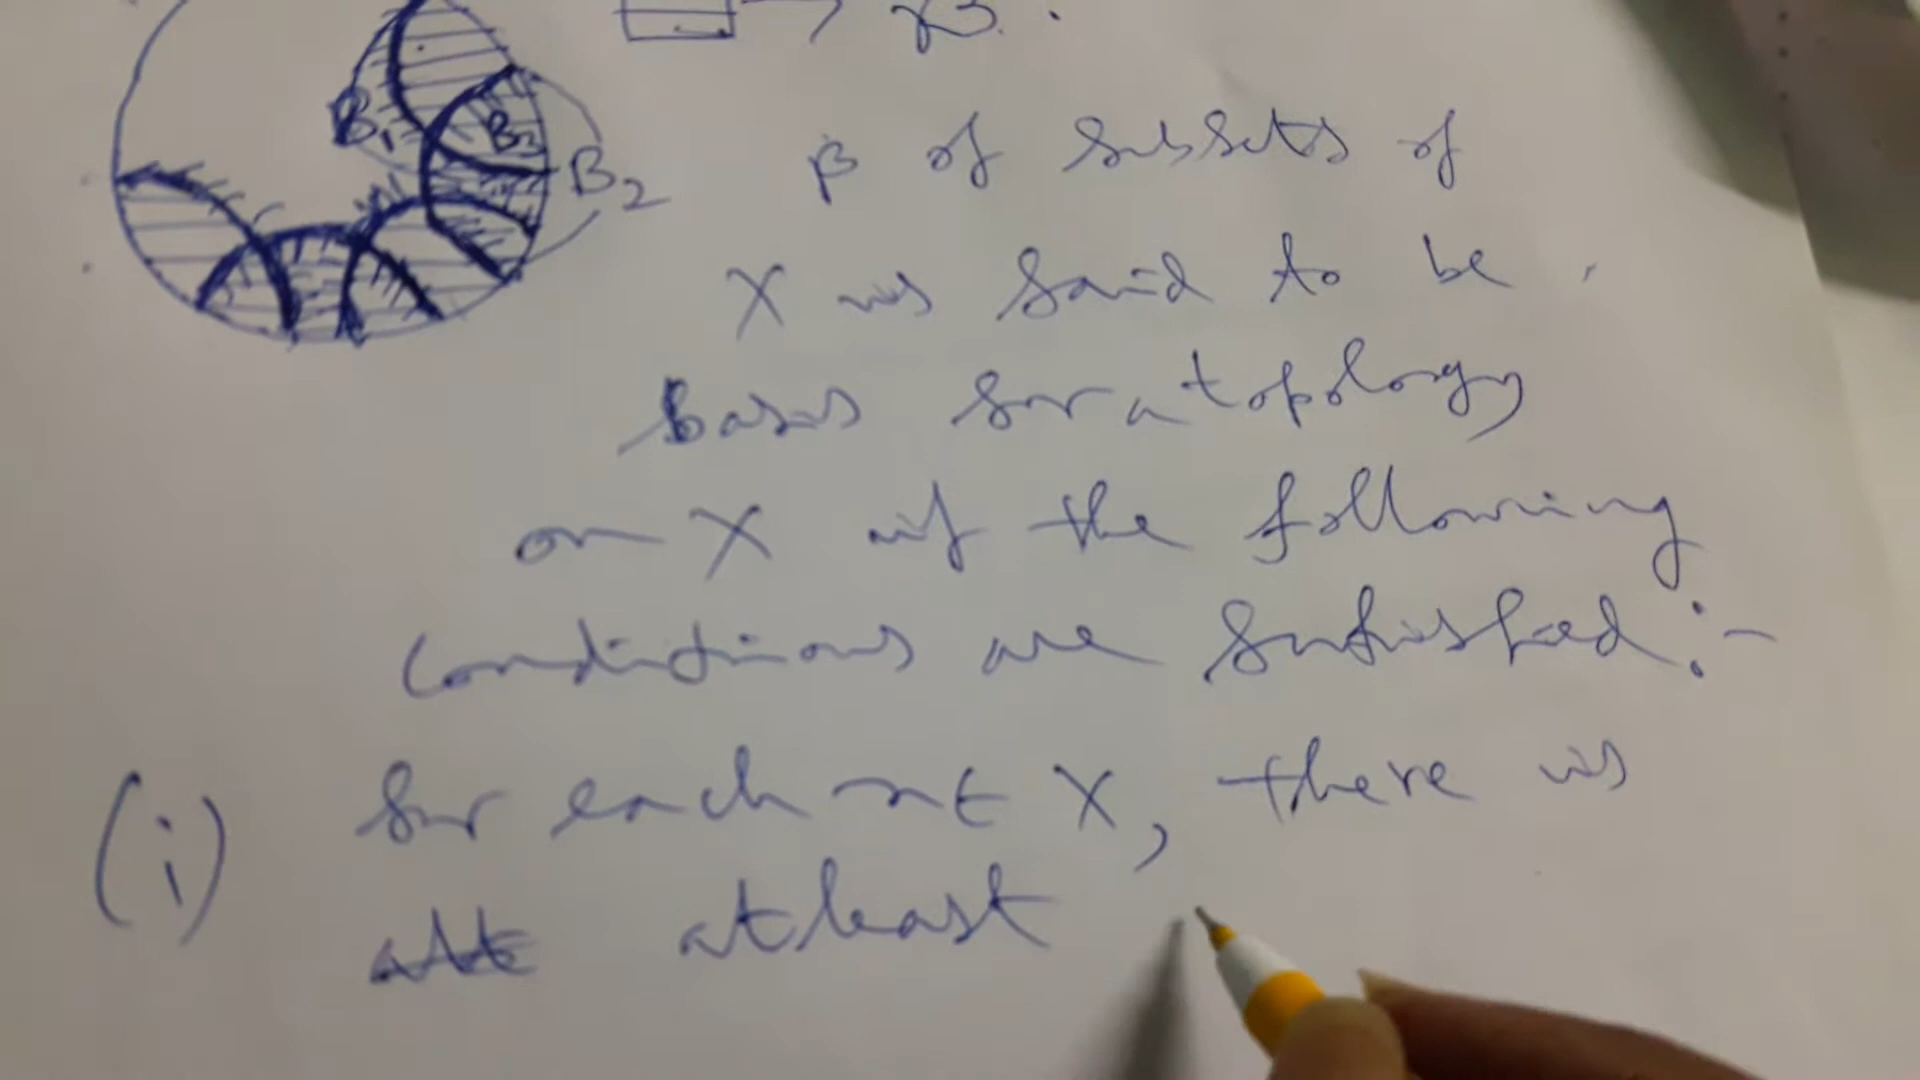 B1
B2
B3
β of subsets of
X is said to be
basis for a topology
on X if the following
conditions are satisfied:-
(i) for each x ∈ X, there is
atleast